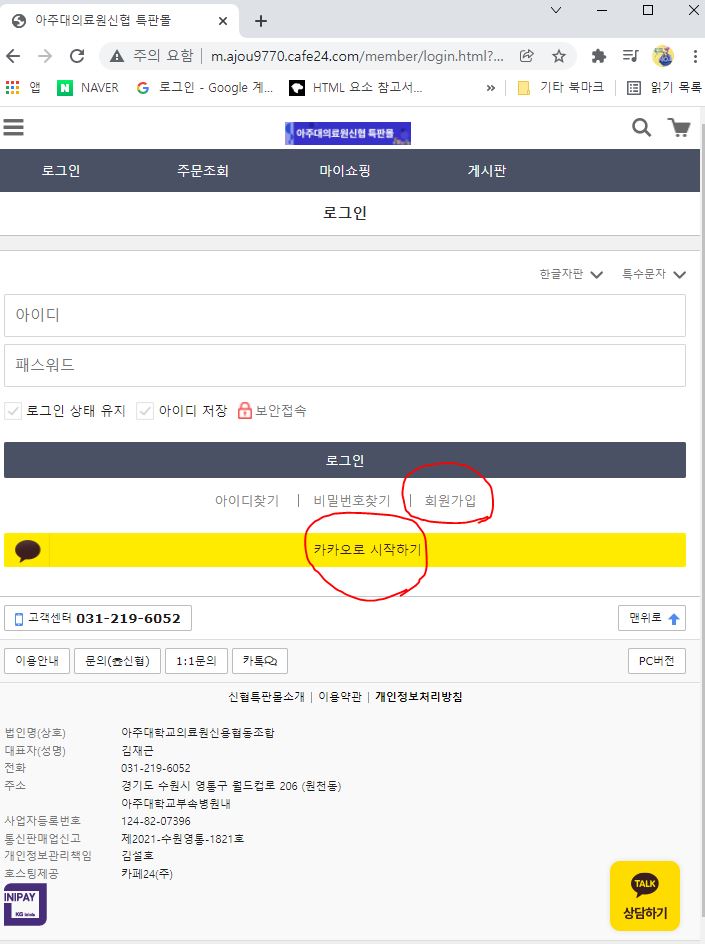 아주대의료원신협 특판몰
주의 요함 m.ajou9770.cafe24.com/member/login.html?...
앱 NAVER 로그인 - Google 계... HTML 요소 참고서... » 기타 북마크 읽기 목록
아주대의료원신협 특판몰
로그인 주문조회 마이쇼핑 게시판
로그인
한글자판 특수문자
아이디
패스워드
로그인 상태 유지 아이디 저장 보안접속
로그인
아이디찾기 | 비밀번호찾기 | 회원가입
카카오로 시작하기
고객센터 031-219-6052 맨위로
이용안내 문의(☎신협) 1:1문의 카톡 PC버전
신협특판몰소개 | 이용약관 | 개인정보처리방침
법인명(상호) 아주대학교의료원신용협동조합
대표자(성명) 김재근
전화 031-219-6052
주소 경기도 수원시 영통구 월드컵로 206 (원천동)
아주대학교부속병원내
사업자등록번호 124-82-07396
통신판매업신고 제2021-수원영통-1821호
개인정보관리책임 김설호
호스팅제공 카페24(주)
INIPAY
KG
TALK
상담하기